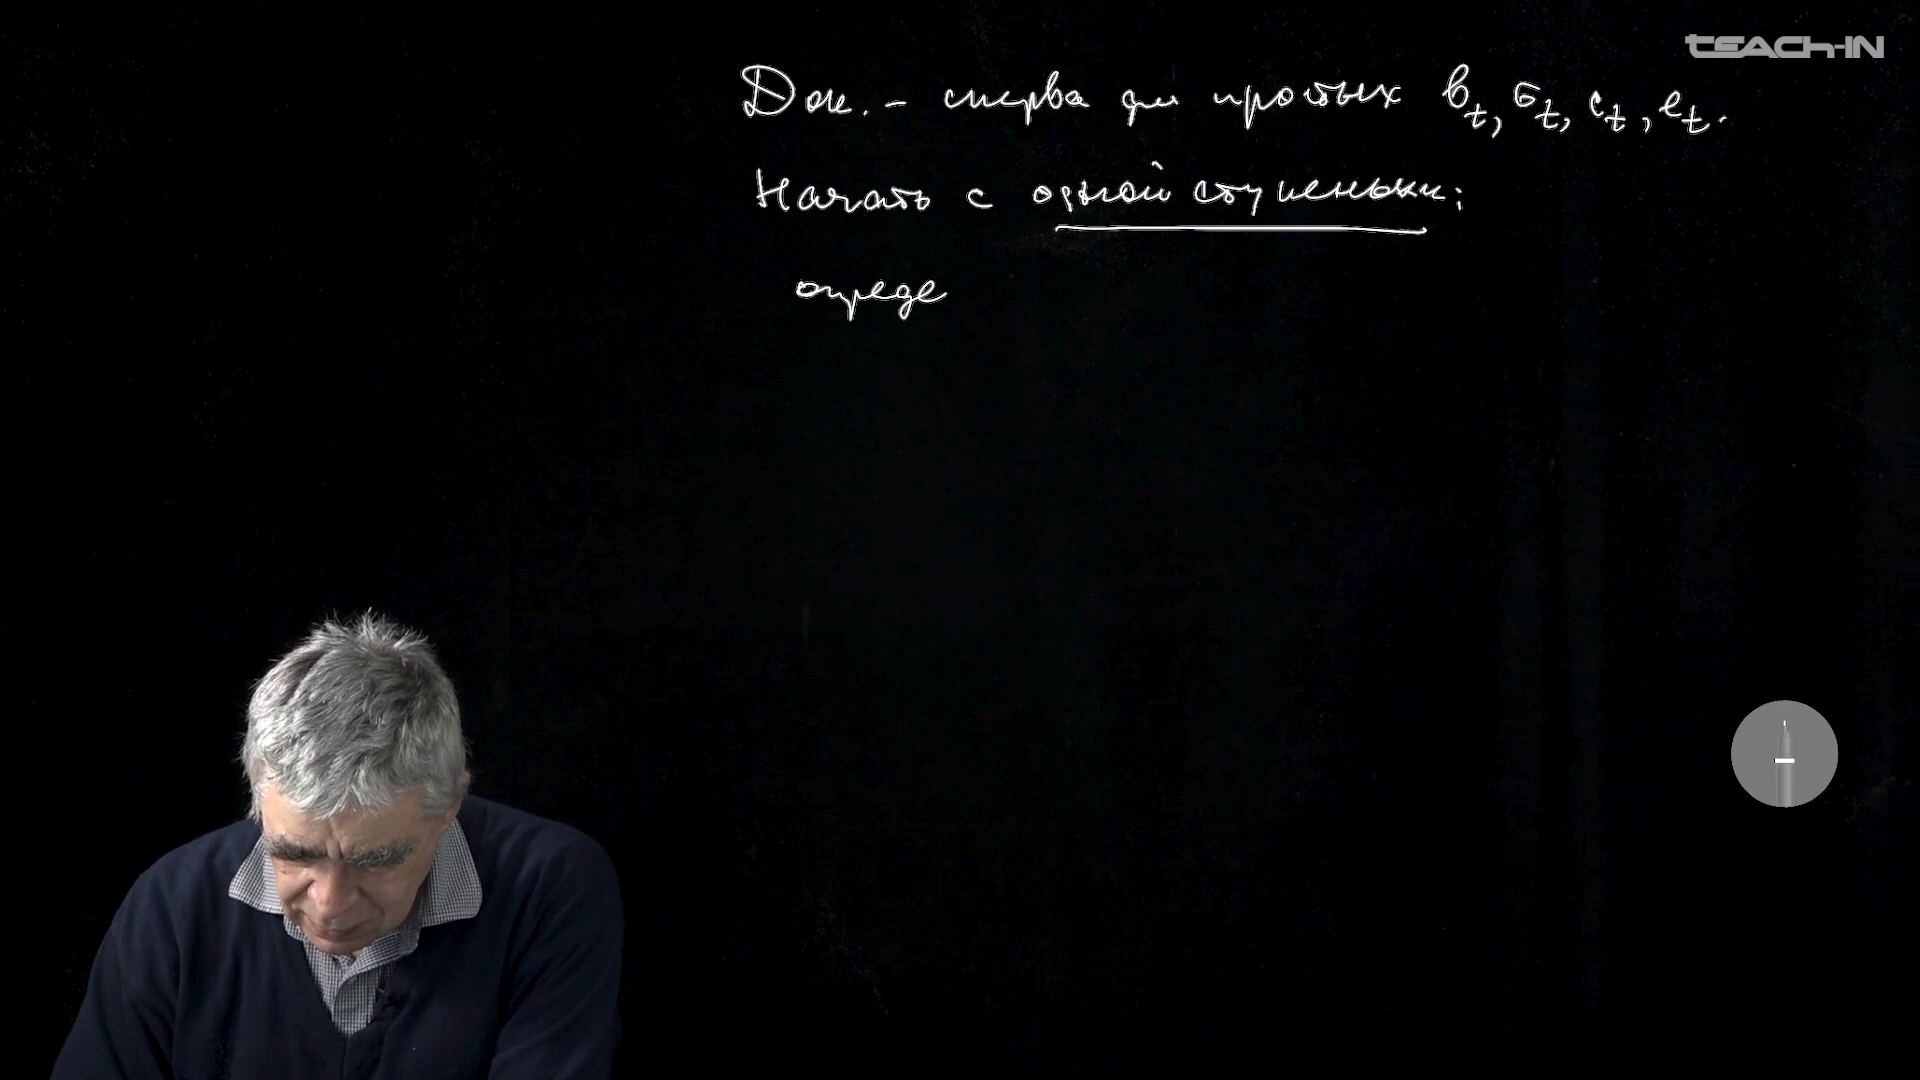 TEACH-IN
Док. - сперва для простых b_t, σ_t, c_t, e_t.
Начать с одной ступеньки:
опреде